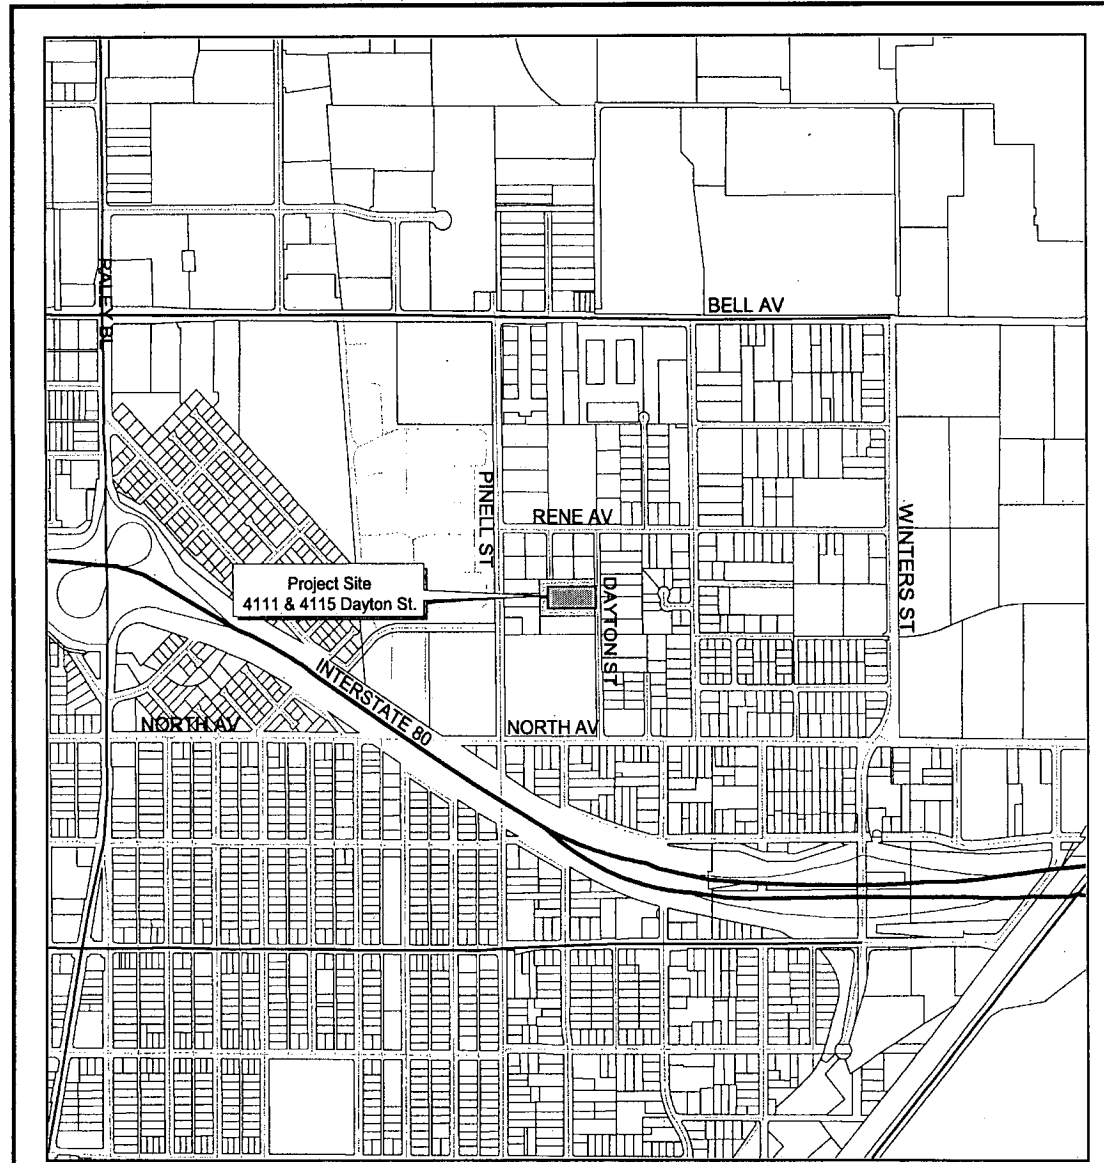 RALEY BL
BELL AV
PINELL ST
RENE AV
WINTERS ST
Project Site
4111 & 4115 Dayton St.
DAYTON ST
INTERSTATE 80
NORTH AV
NORTH AV